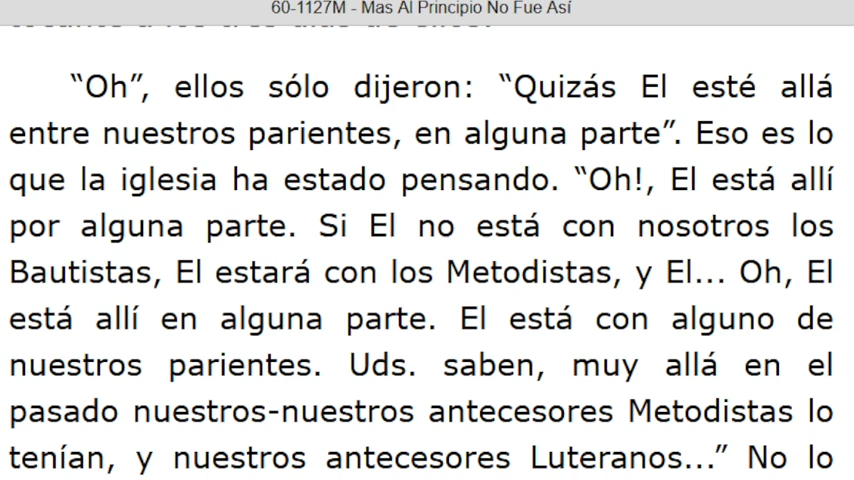 60-1127M - Mas Al Principio No Fue Así
“Oh”, ellos sólo dijeron: “Quizás El esté allá
entre nuestros parientes, en alguna parte”. Eso es lo
que la iglesia ha estado pensando. “Oh!, El está allí
por alguna parte. Si El no está con nosotros los
Bautistas, El estará con los Metodistas, y El... Oh, El
está allí en alguna parte. El está con alguno de
nuestros parientes. Uds. saben, muy allá en el
pasado nuestros-nuestros antecesores Metodistas lo
tenían, y nuestros antecesores Luteranos...” No lo